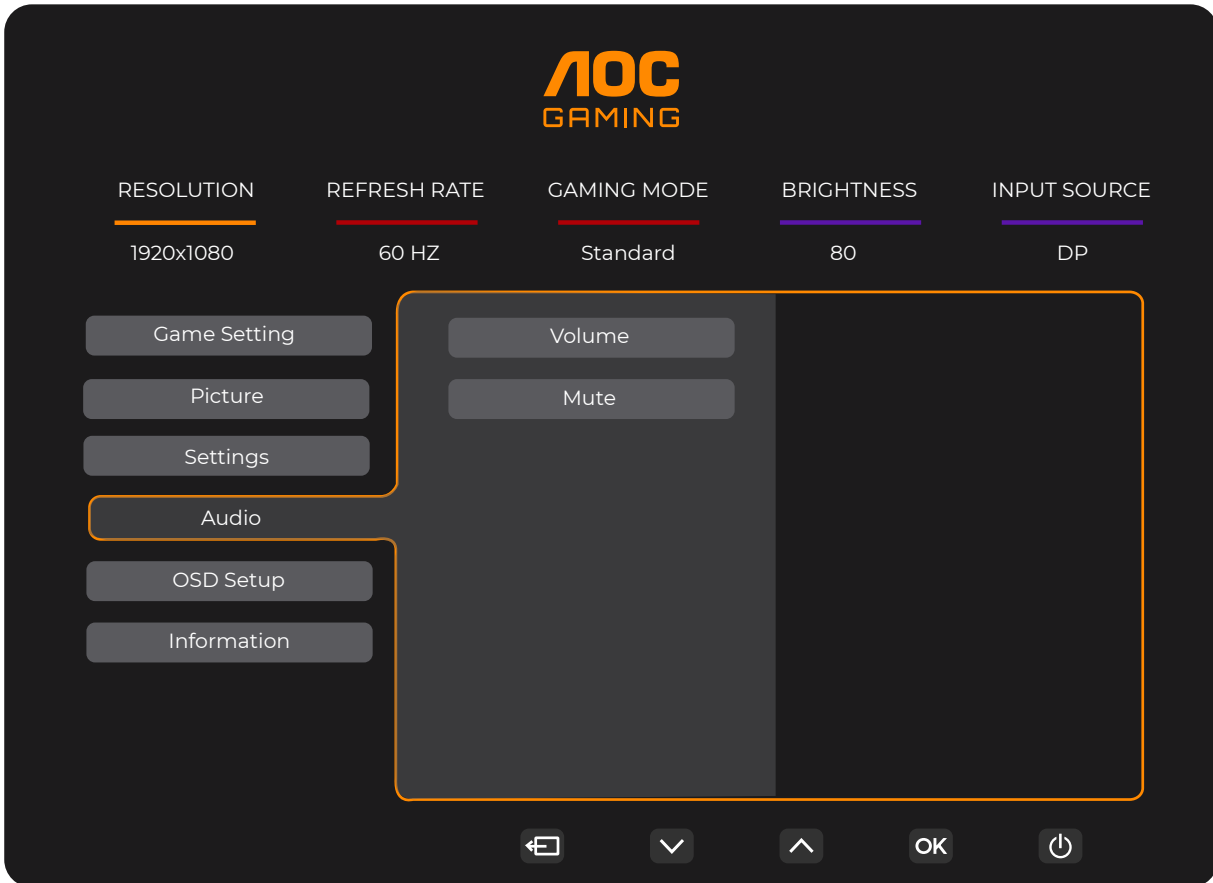 AOC
GAMING
RESOLUTION REFRESH RATE GAMING MODE BRIGHTNESS INPUT SOURCE
1920x1080 60 HZ Standard 80 DP
Game Setting
Picture
Settings
Audio
OSD Setup
Information
Volume
Mute
OK